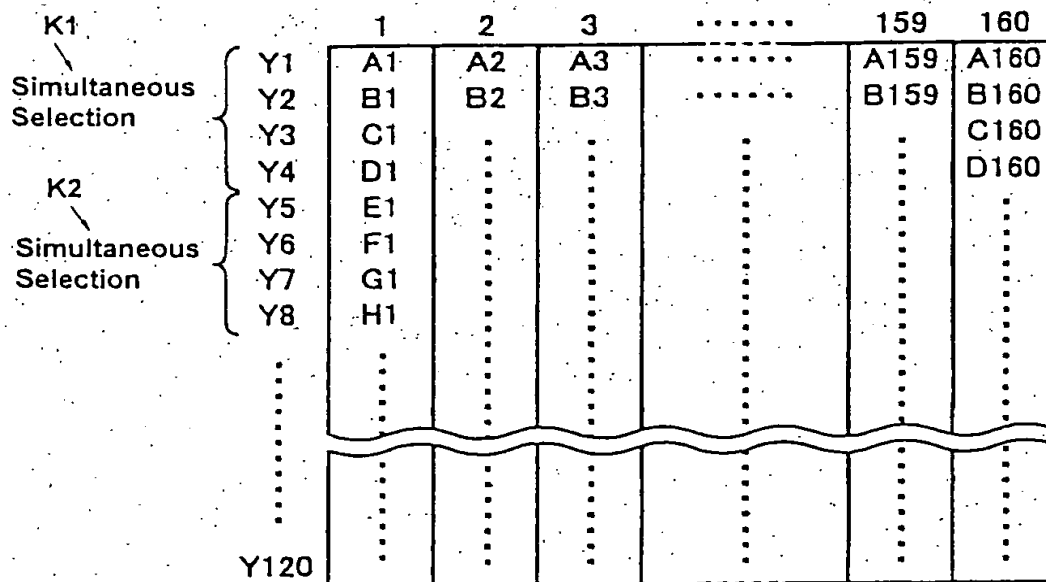 K1
1 2 3 ...... 159 160
Simultaneous
Selection
Y1 A1 A2 A3 ...... A159 A160
Y2 B1 B2 B3 ...... B159 B160
Y3 C1 C160
Y4 D1 D160
K2
Simultaneous
Selection
Y5 E1
Y6 F1
Y7 G1
Y8 H1
Y120